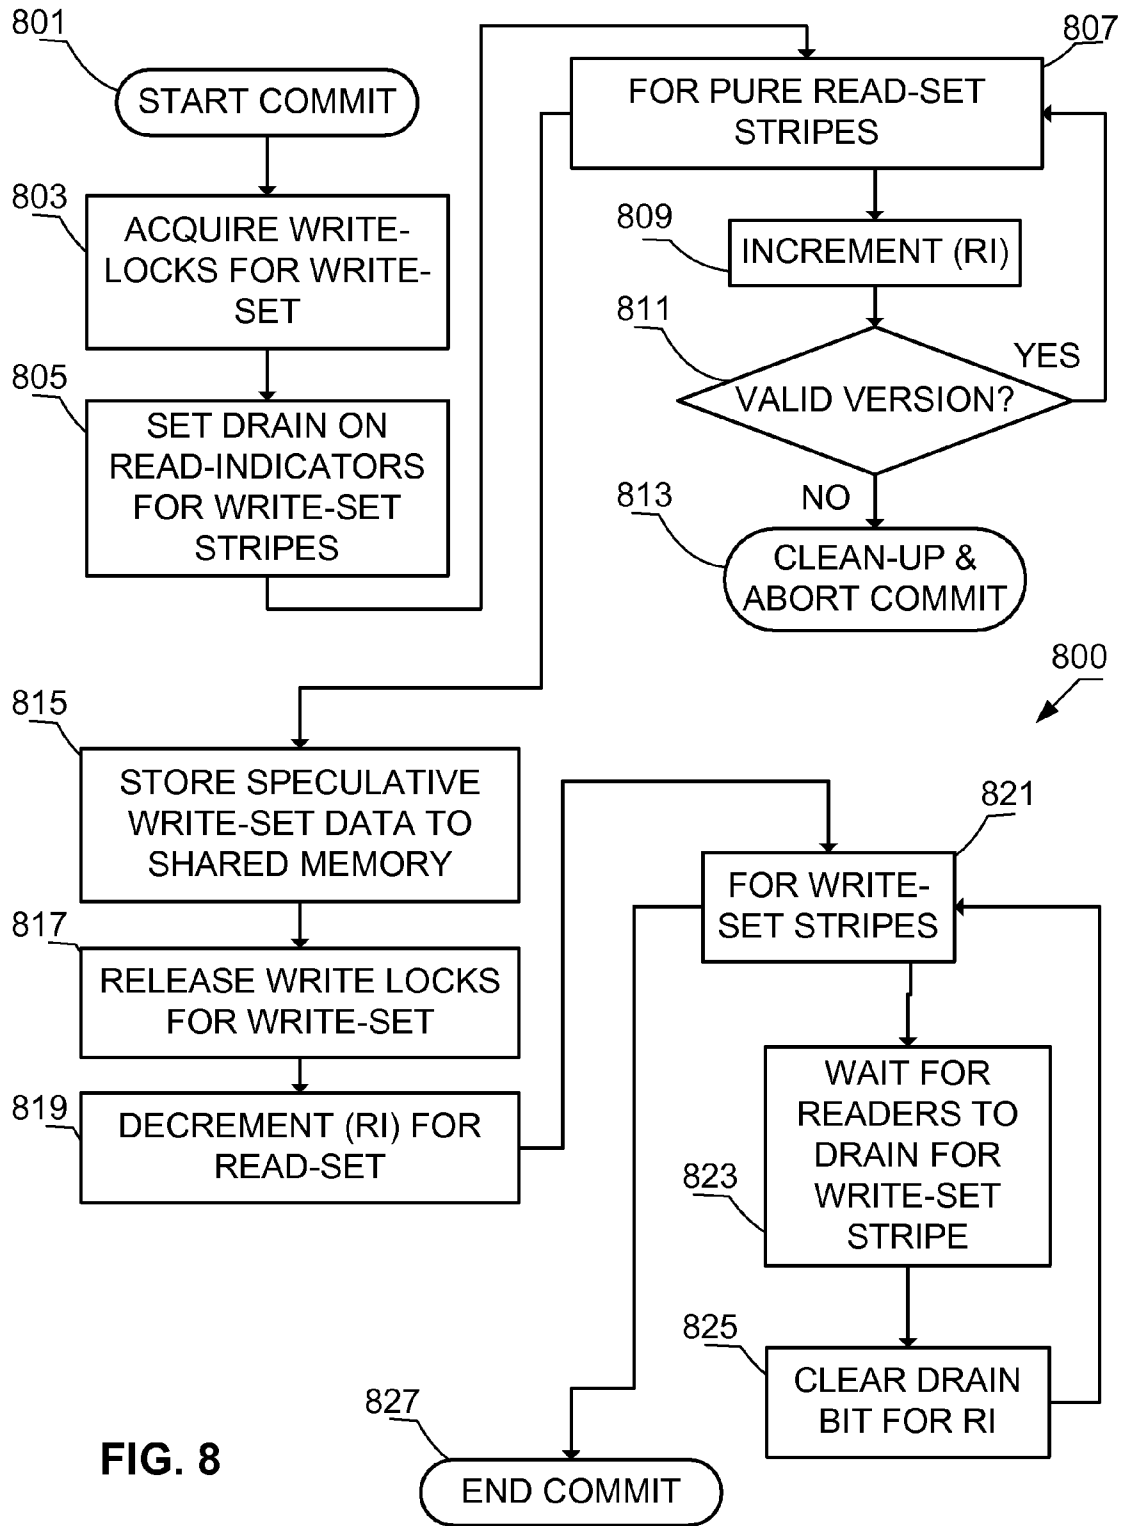 801
START COMMIT
803
ACQUIRE WRITE-
LOCKS FOR WRITE-
SET
805
SET DRAIN ON
READ-INDICATORS
FOR WRITE-SET
STRIPES
807
FOR PURE READ-SET
STRIPES
809
INCREMENT (RI)
811
VALID VERSION?
YES
NO
813
CLEAN-UP &
ABORT COMMIT
800
815
STORE SPECULATIVE
WRITE-SET DATA TO
SHARED MEMORY
817
RELEASE WRITE LOCKS
FOR WRITE-SET
819
DECREMENT (RI) FOR
READ-SET
821
FOR WRITE-
SET STRIPES
823
WAIT FOR
READERS TO
DRAIN FOR
WRITE-SET
STRIPE
825
CLEAR DRAIN
BIT FOR RI
827
END COMMIT
FIG. 8